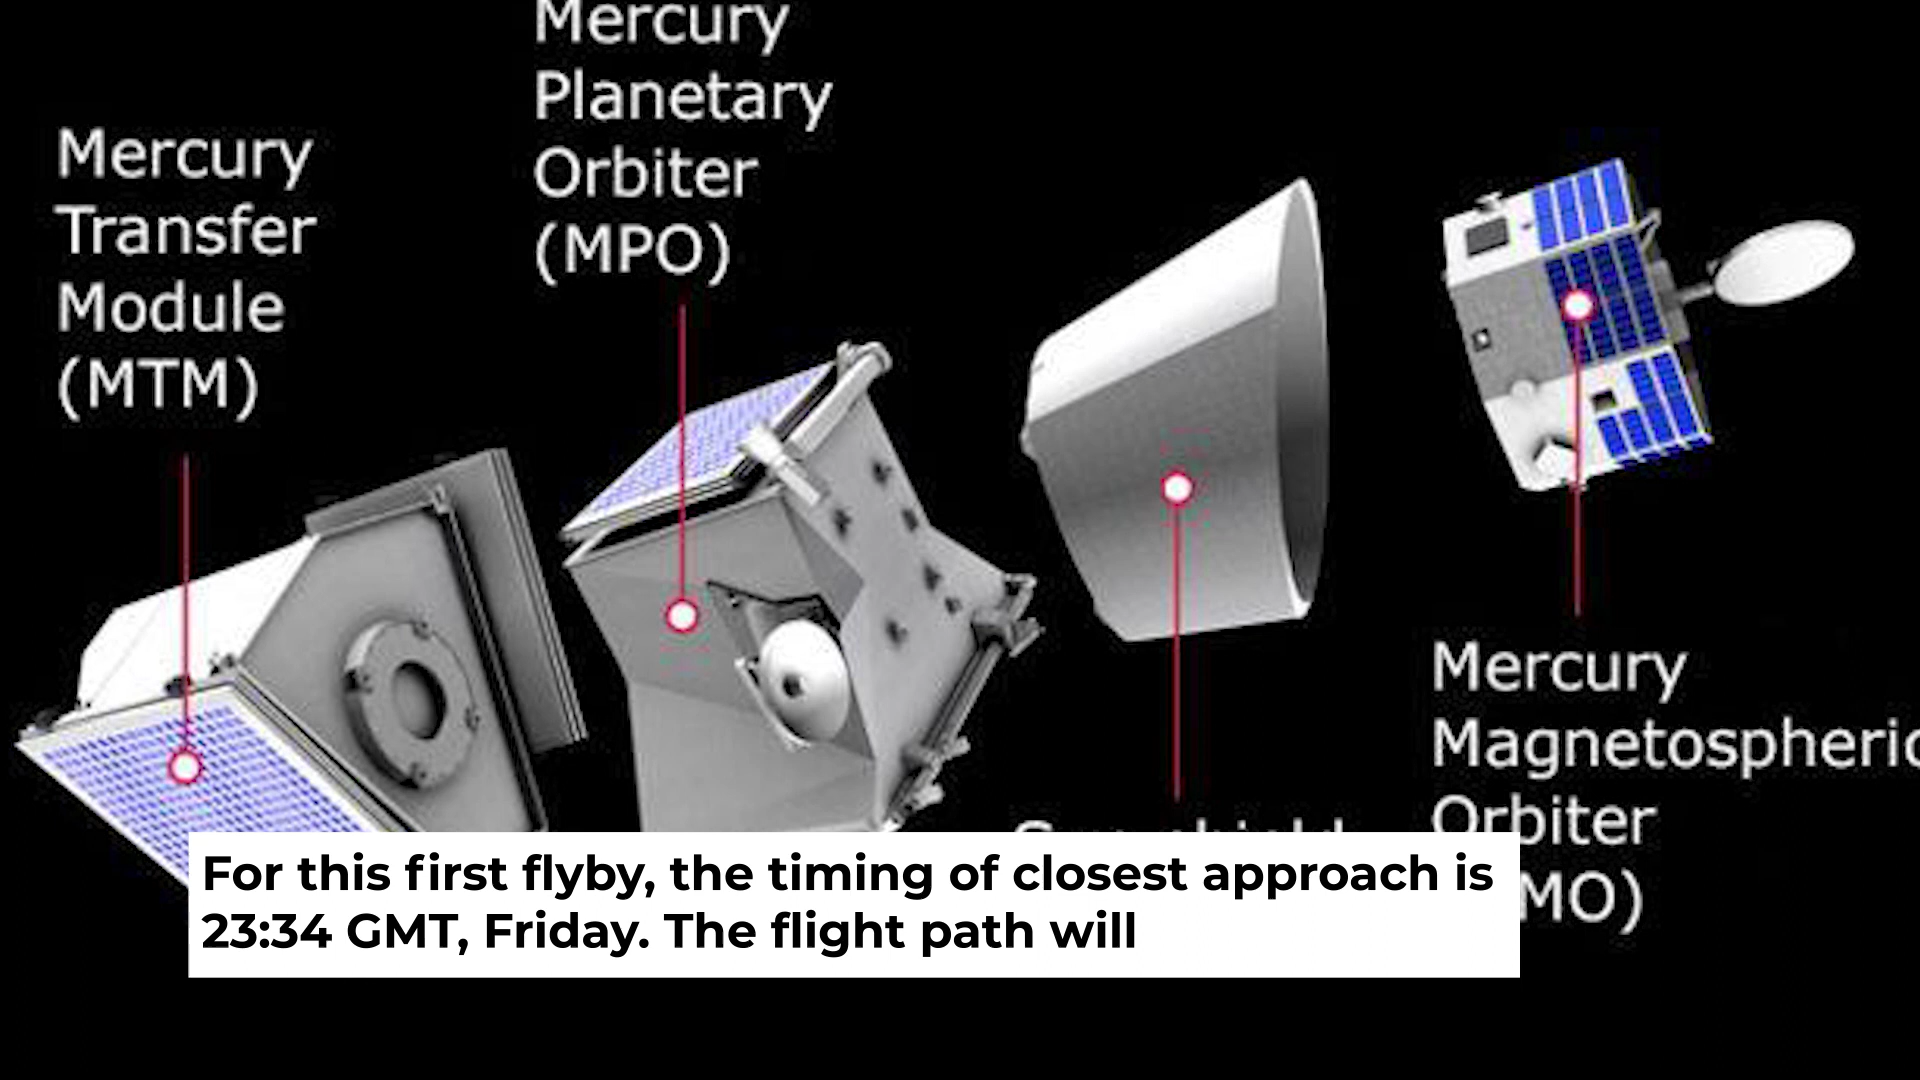 Mercury
Planetary
Orbiter
(MPO)
Mercury
Transfer
Module
(MTM)
Mercury
Magnetospheric
Orbiter
MO)
For this first flyby, the timing of closest approach is
23:34 GMT, Friday. The flight path will